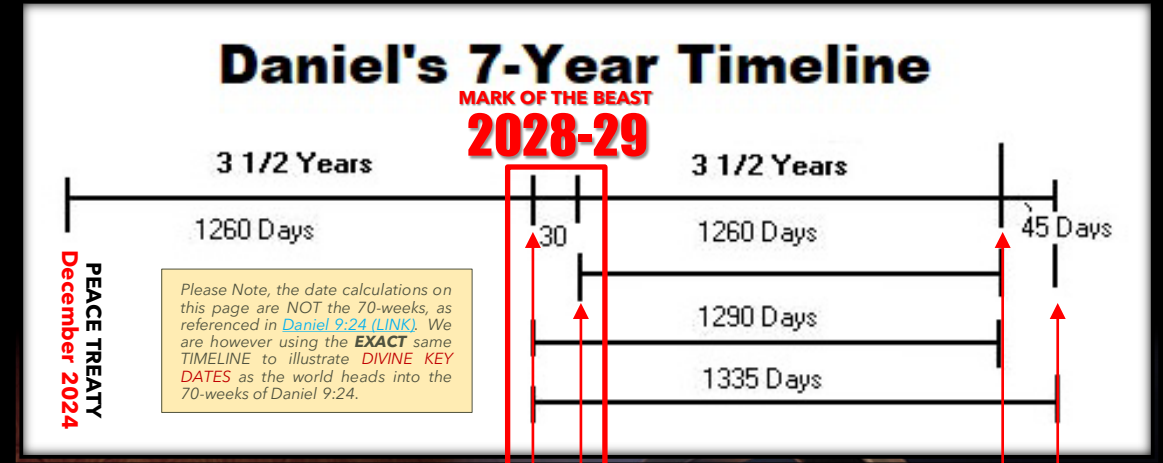 Daniel's 7-Year Timeline
MARK OF THE BEAST
2028-29
3 1/2 Years
3 1/2 Years
1260 Days
30
1260 Days
45 Days
PEACE TREATY
December 2024
Please Note, the date calculations on
this page are NOT the 70-weeks, as
referenced in Daniel 9:24 (LINK). We
are however using the EXACT same
TIMELINE to illustrate DIVINE KEY
DATES as the world heads into the
70-weeks of Daniel 9:24.
1290 Days
1335 Days